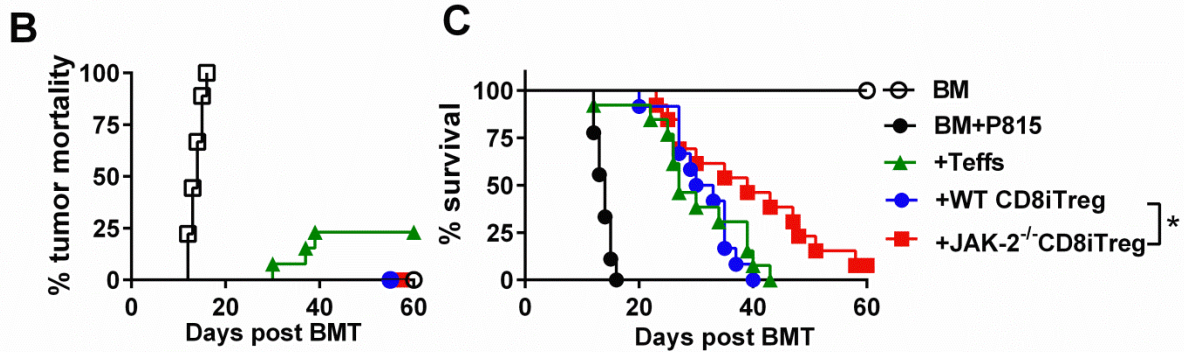 B
% tumor mortality
100
75
50
25
0
0 20 40 60
Days post BMT
C
% survival
100
75
50
25
0
0 20 40 60
Days post BMT
BM
BM+P815
+Teffs
+WT CD8iTreg
+JAK-2⁻/⁻CD8iTreg
*